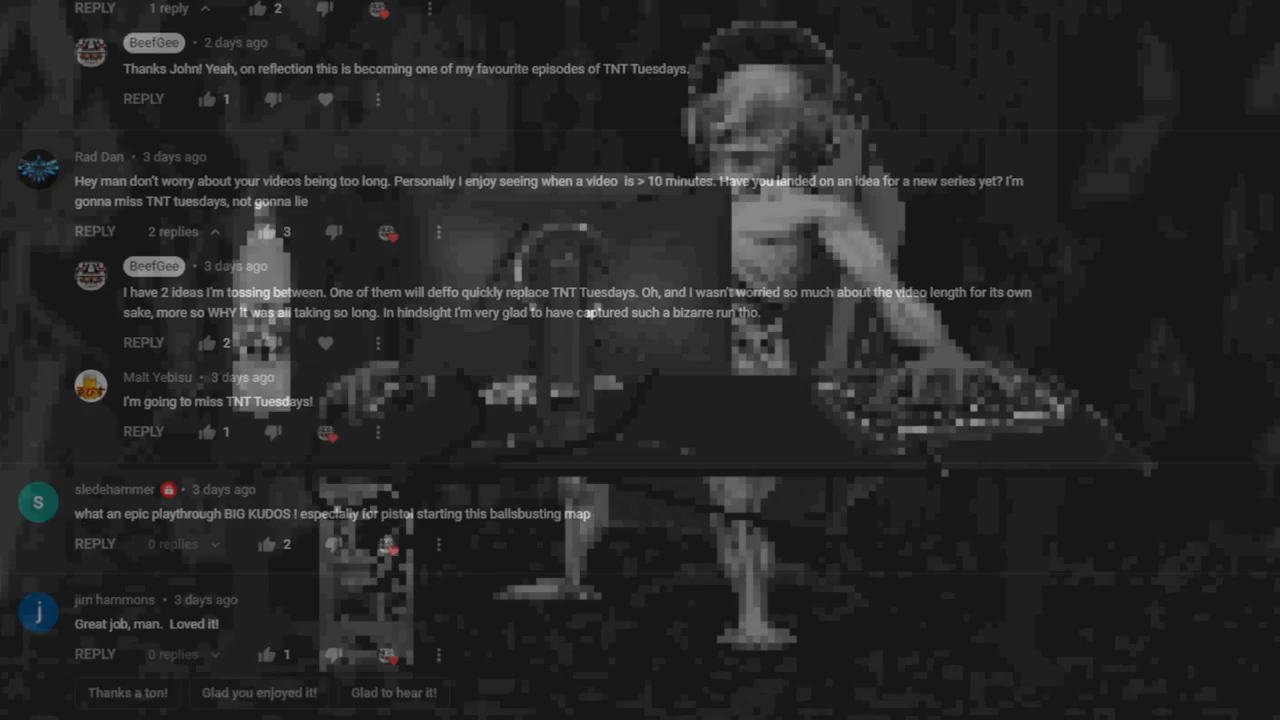 REPLY 1 reply 2
BeefGee • 2 days ago
Thanks John! Yeah, on reflection this is becoming one of my favourite episodes of TNT Tuesdays.
REPLY 1
Rad Dan • 3 days ago
Hey man don't worry about your videos being too long. Personally I enjoy seeing when a video is > 10 minutes. Have you landed on an idea for a new series yet? I'm
gonna miss TNT tuesdays, not gonna lie
REPLY 2 replies 3
BeefGee • 3 days ago
I have 2 ideas I'm tossing between. One of them will deffo quickly replace TNT Tuesdays. Oh, and I wasn't worried so much about the video length for its own
sake, more so WHY it was all taking so long. In hindsight I'm very glad to have captured such a bizarre run tho.
REPLY 2
Malt Yebisu • 3 days ago
I'm going to miss TNT Tuesdays!
REPLY 1
S
sledehammer • 3 days ago
what an epic playthrough BIG KUDOS ! especially for pistol starting this ballsbusting map
REPLY 0 replies 2
j
jim hammons • 3 days ago
Great job, man. Loved it!
REPLY 0 replies 1
Thanks a ton! Glad you enjoyed it! Glad to hear it!